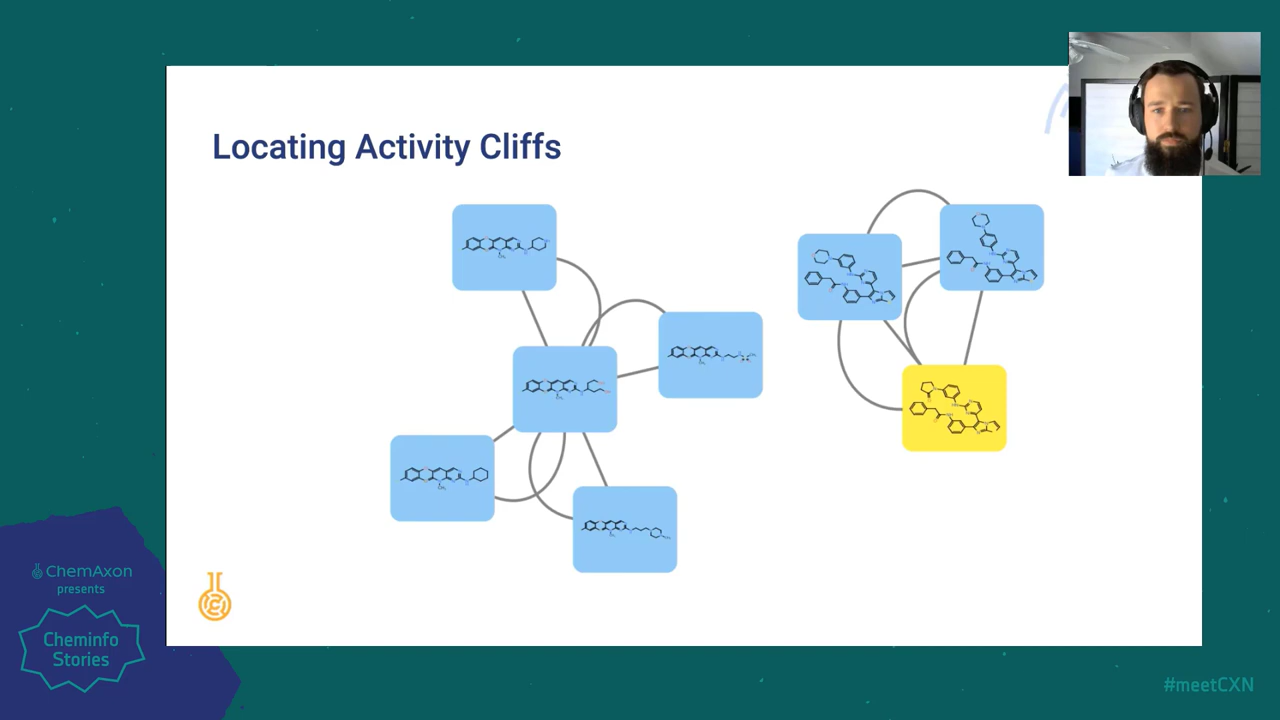 Locating Activity Cliffs
ChemAxon
presents
Cheminfo
Stories
#meetCXN